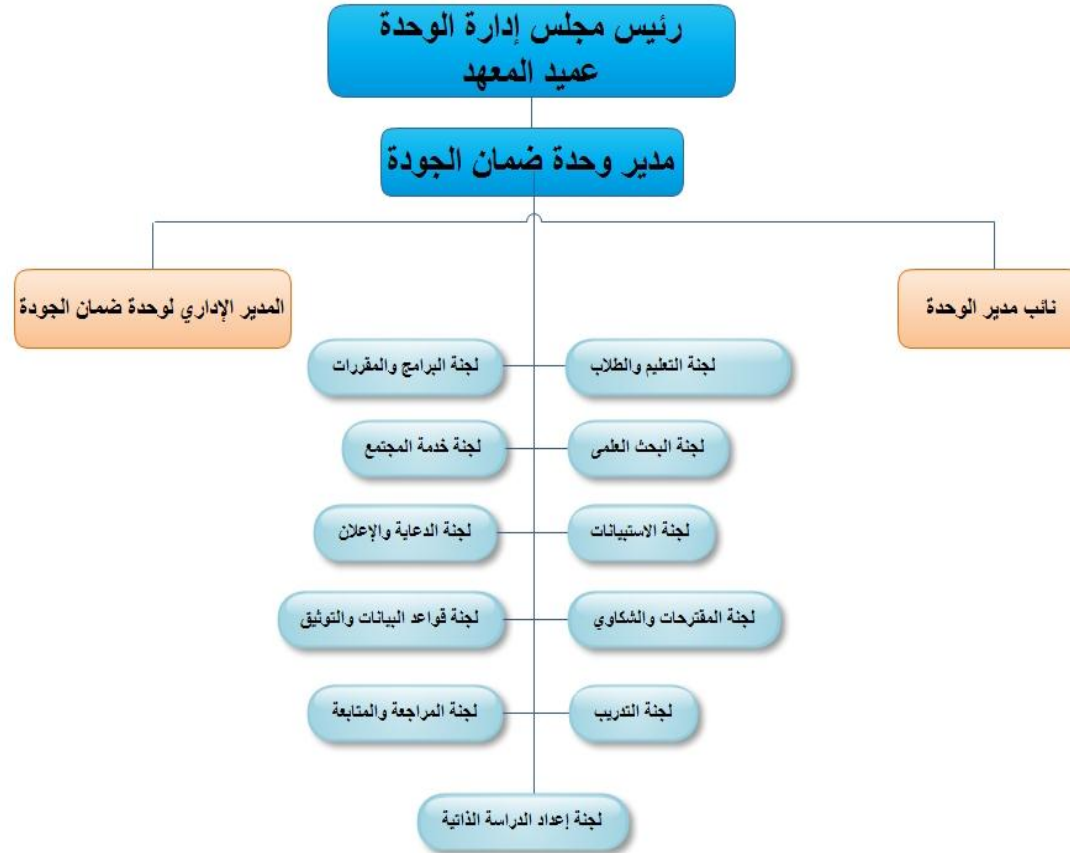 رئيس مجلس إدارة الوحدة
عميد المعهد
مدير وحدة ضمان الجودة
نائب مدير الوحدة
المدير الإداري لوحدة ضمان الجودة
لجنة التعليم والطلاب
لجنة البرامج والمقررات
لجنة البحث العلمى
لجنة خدمة المجتمع
لجنة الاستبيانات
لجنة الدعاية والإعلان
لجنة المقترحات والشكاوي
لجنة قواعد البيانات والتوثيق
لجنة التدريب
لجنة المراجعة والمتابعة
لجنة إعداد الدراسة الذاتية